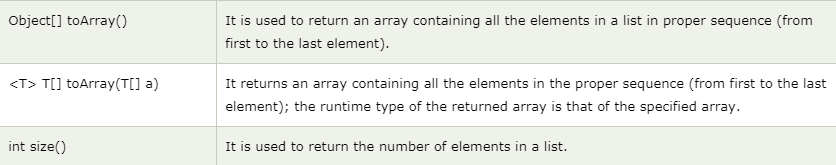 Object[] toArray()
It is used to return an array containing all the elements in a list in proper sequence (from
first to the last element).
<T> T[] toArray(T[] a)
It returns an array containing all the elements in the proper sequence (from first to the last
element); the runtime type of the returned array is that of the specified array.
int size()
It is used to return the number of elements in a list.